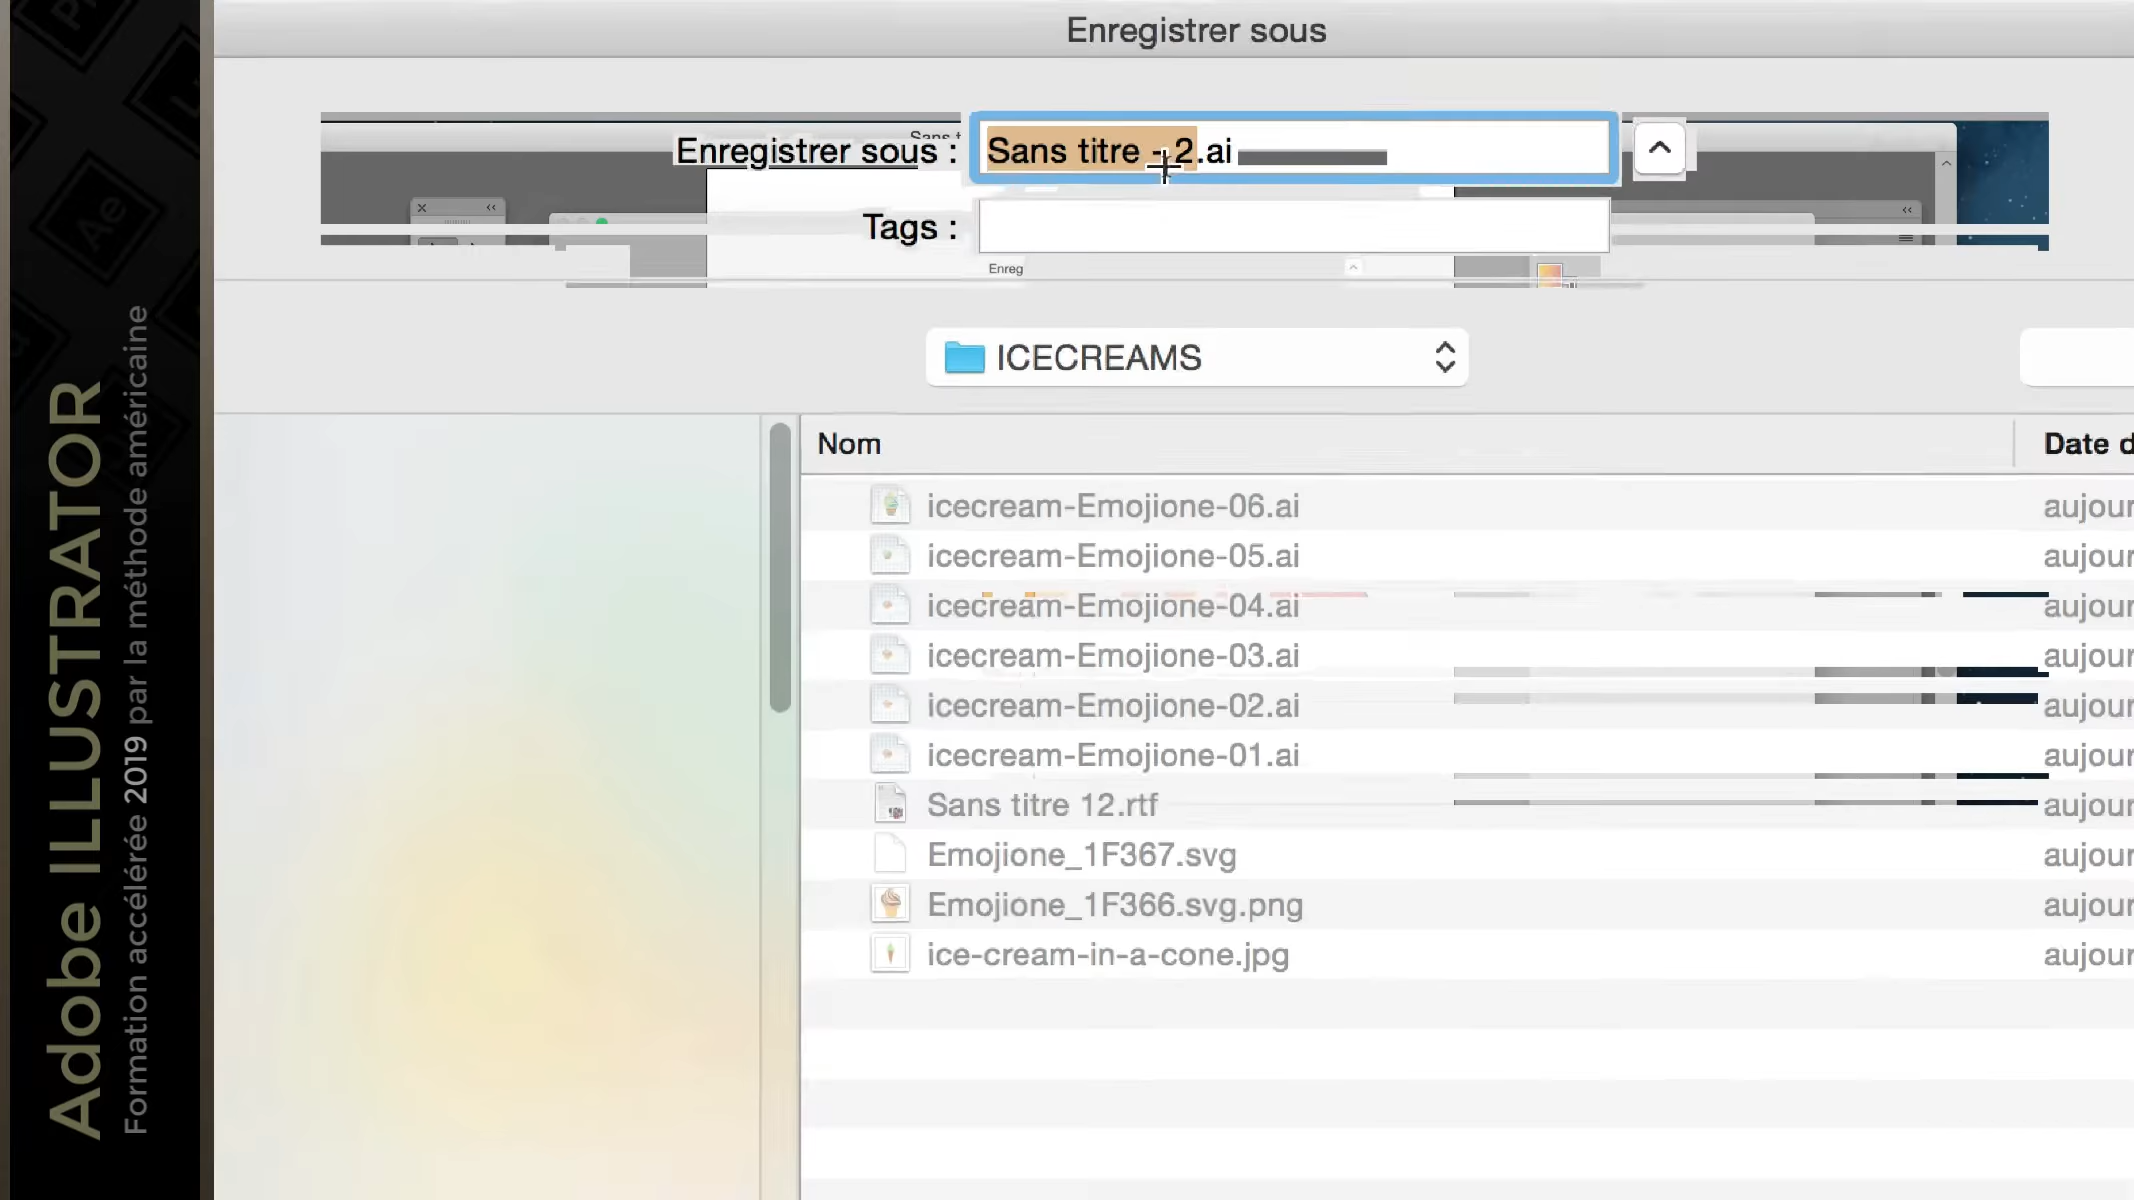 Adobe ILLUSTRATOR
Formation accélérée 2019 par la méthode américaine
Enregistrer sous
Sans t
Enregistrer sous : Sans titre - 2.ai
Tags :
Enreg
ICECREAMS
Nom Date d
icecream-Emojione-06.ai aujour
icecream-Emojione-05.ai aujour
icecream-Emojione-04.ai aujour
icecream-Emojione-03.ai aujour
icecream-Emojione-02.ai aujour
icecream-Emojione-01.ai aujour
Sans titre 12.rtf aujour
Emojione_1F367.svg aujour
Emojione_1F366.svg.png aujour
ice-cream-in-a-cone.jpg aujour